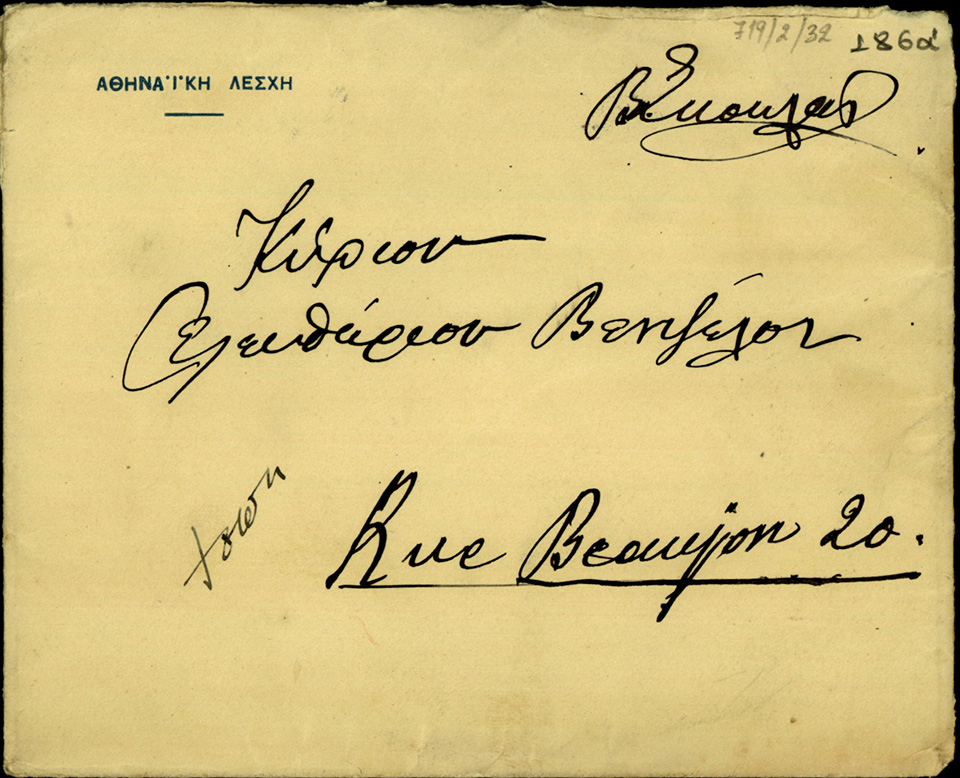 719/2/32 186α
ΑΘΗΝΑΪΚΗ ΛΕΣΧΗ
Κύριον
Ελευθέριον Βενιζέλον
Rue Beaujon 20.